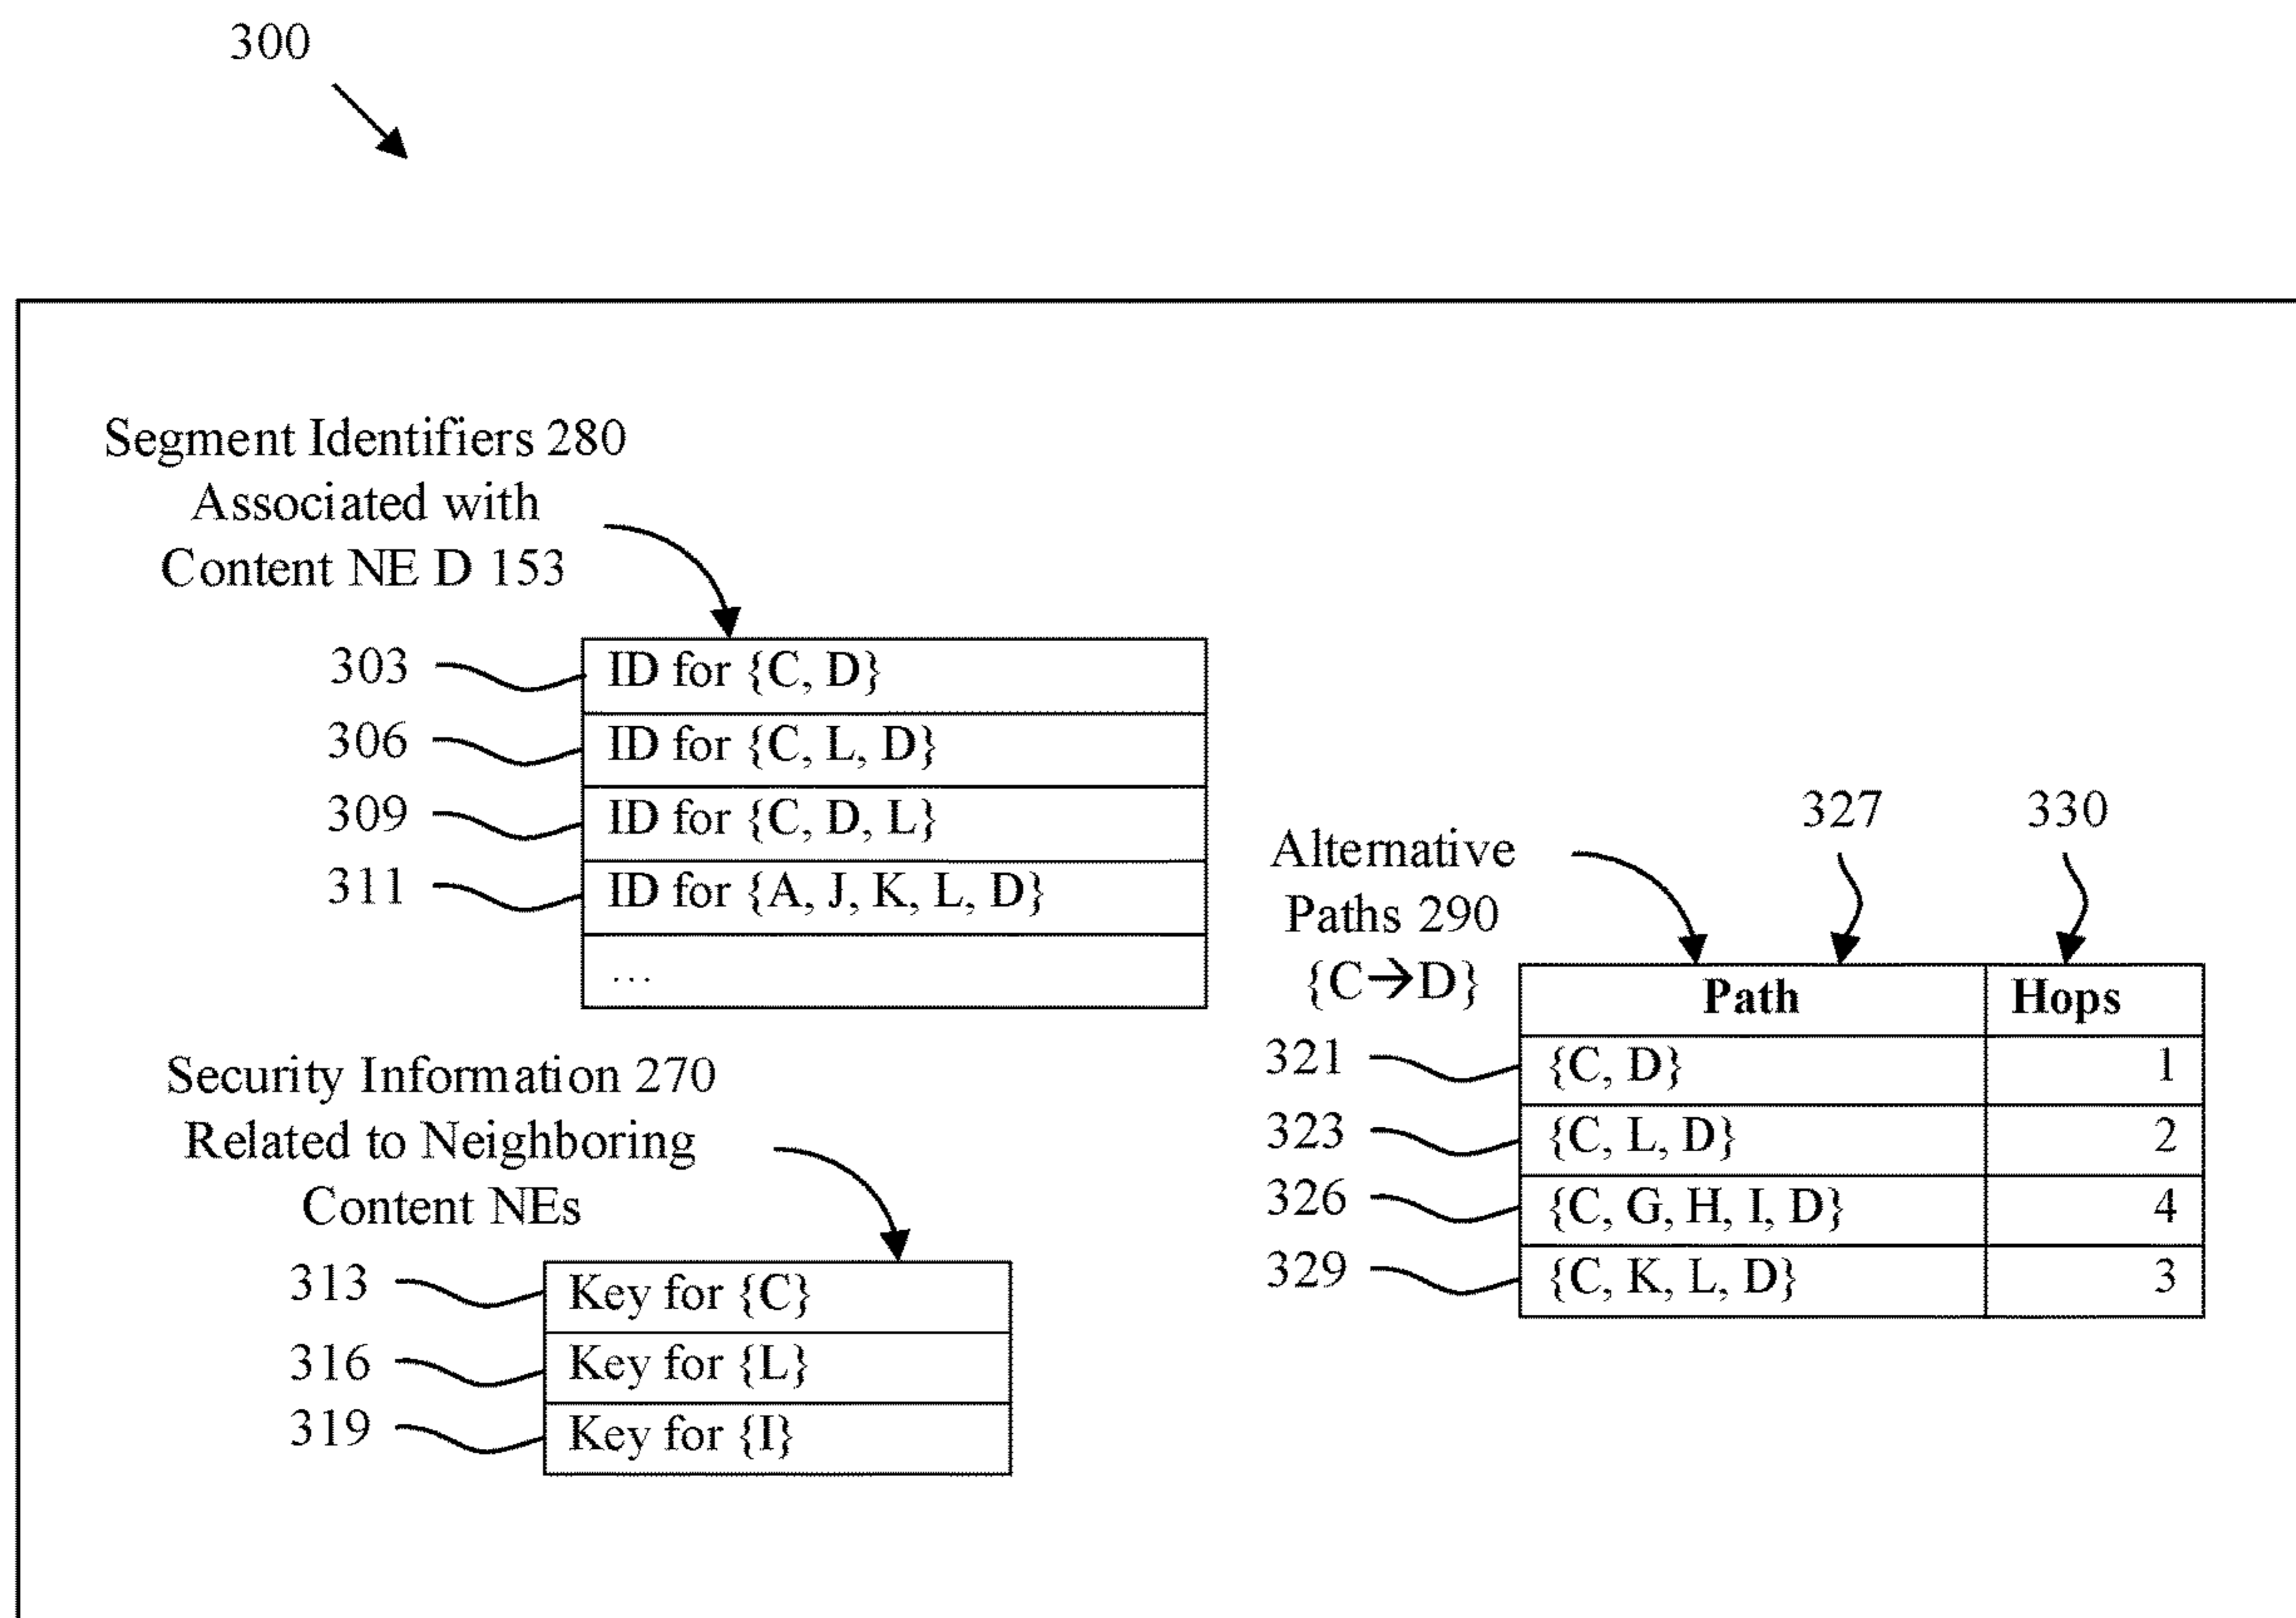 300
Segment Identifiers 280
Associated with
Content NE D 153
303
ID for {C, D}
306
ID for {C, L, D}
309
ID for {C, D, L}
311
ID for {A, J, K, L, D}
...
Security Information 270
Related to Neighboring
Content NEs
313
Key for {C}
316
Key for {L}
319
Key for {I}
Alternative
Paths 290
{C→D}
327
330
Path Hops
321
{C, D} 1
323
{C, L, D} 2
326
{C, G, H, I, D} 4
329
{C, K, L, D} 3